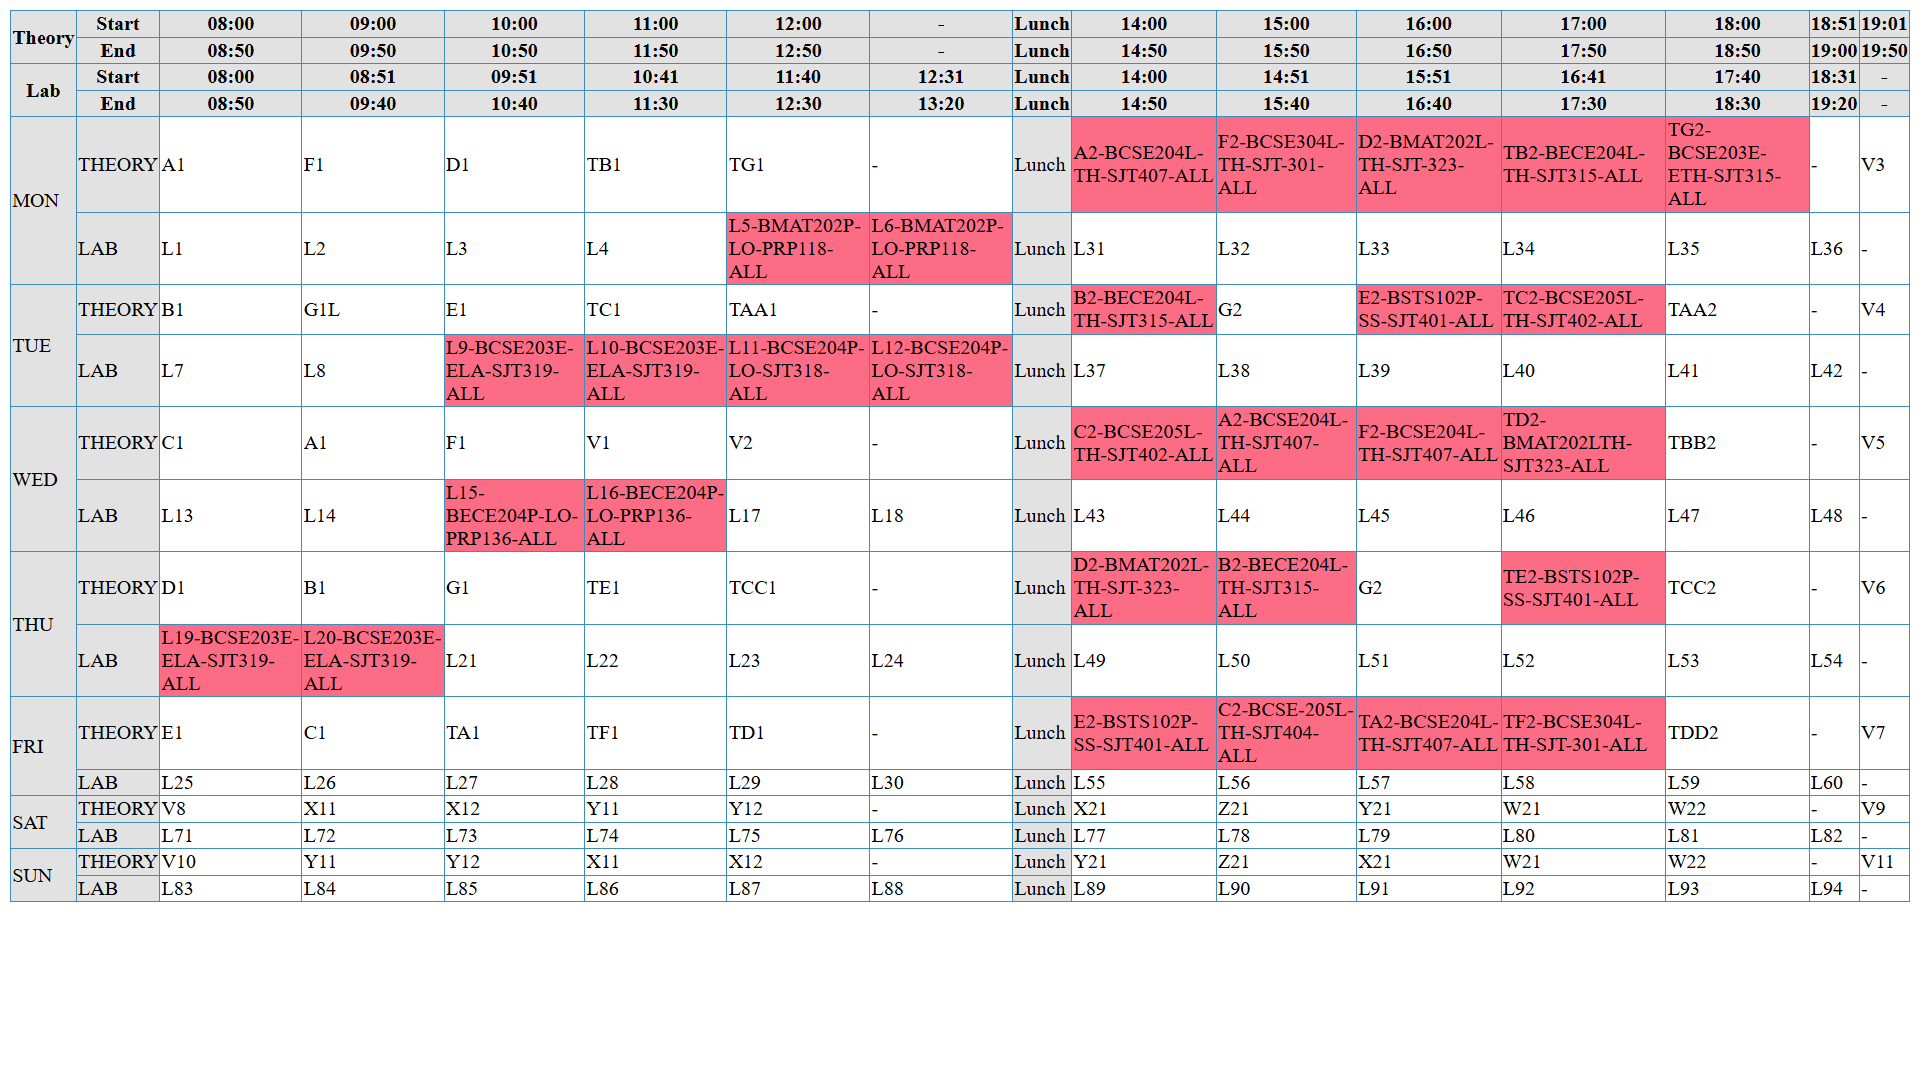 Theory Start 08:00 09:00 10:00 11:00 12:00 - Lunch 14:00 15:00 16:00 17:00 18:00 18:51 19:01
End 08:50 09:50 10:50 11:50 12:50 - Lunch 14:50 15:50 16:50 17:50 18:50 19:00 19:50
Lab Start 08:00 08:51 09:51 10:41 11:40 12:31 Lunch 14:00 14:51 15:51 16:41 17:40 18:31 -
End 08:50 09:40 10:40 11:30 12:30 13:20 Lunch 14:50 15:40 16:40 17:30 18:30 19:20 -
MON THEORY A1 F1 D1 TB1 TG1 - Lunch A2-BCSE204L-TH-SJT407-ALL F2-BCSE304L-TH-SJT-301-ALL D2-BMAT202L-TH-SJT-323-ALL TB2-BECE204L-TH-SJT315-ALL TG2-BCSE203E-ETH-SJT315-ALL - V3
LAB L1 L2 L3 L4 L5-BMAT202P-LO-PRP118-ALL L6-BMAT202P-LO-PRP118-ALL Lunch L31 L32 L33 L34 L35 L36 -
TUE THEORY B1 G1L E1 TC1 TAA1 - Lunch B2-BECE204L-TH-SJT315-ALL G2 E2-BSTS102P-SS-SJT401-ALL TC2-BCSE205L-TH-SJT402-ALL TAA2 - V4
LAB L7 L8 L9-BCSE203E-ELA-SJT319-ALL L10-BCSE203E-ELA-SJT319-ALL L11-BCSE204P-LO-SJT318-ALL L12-BCSE204P-LO-SJT318-ALL Lunch L37 L38 L39 L40 L41 L42 -
WED THEORY C1 A1 F1 V1 V2 - Lunch C2-BCSE205L-TH-SJT402-ALL A2-BCSE204L-TH-SJT407-ALL F2-BCSE204L-TH-SJT407-ALL TD2-BMAT202LTH-SJT323-ALL TBB2 - V5
LAB L13 L14 L15-BECE204P-LO-PRP136-ALL L16-BECE204P-LO-PRP136-ALL L17 L18 Lunch L43 L44 L45 L46 L47 L48 -
THU THEORY D1 B1 G1 TE1 TCC1 - Lunch D2-BMAT202L-TH-SJT-323-ALL B2-BECE204L-TH-SJT315-ALL G2 TE2-BSTS102P-SS-SJT401-ALL TCC2 - V6
LAB L19-BCSE203E-ELA-SJT319-ALL L20-BCSE203E-ELA-SJT319-ALL L21 L22 L23 L24 Lunch L49 L50 L51 L52 L53 L54 -
FRI THEORY E1 C1 TA1 TF1 TD1 - Lunch E2-BSTS102P-SS-SJT401-ALL C2-BCSE-205L-TH-SJT404-ALL TA2-BCSE204L-TH-SJT407-ALL TF2-BCSE304L-TH-SJT-301-ALL TDD2 - V7
LAB L25 L26 L27 L28 L29 L30 Lunch L55 L56 L57 L58 L59 L60 -
SAT THEORY V8 X11 X12 Y11 Y12 - Lunch X21 Z21 Y21 W21 W22 - V9
LAB L71 L72 L73 L74 L75 L76 Lunch L77 L78 L79 L80 L81 L82 -
SUN THEORY V10 Y11 Y12 X11 X12 - Lunch Y21 Z21 X21 W21 W22 - V11
LAB L83 L84 L85 L86 L87 L88 Lunch L89 L90 L91 L92 L93 L94 -